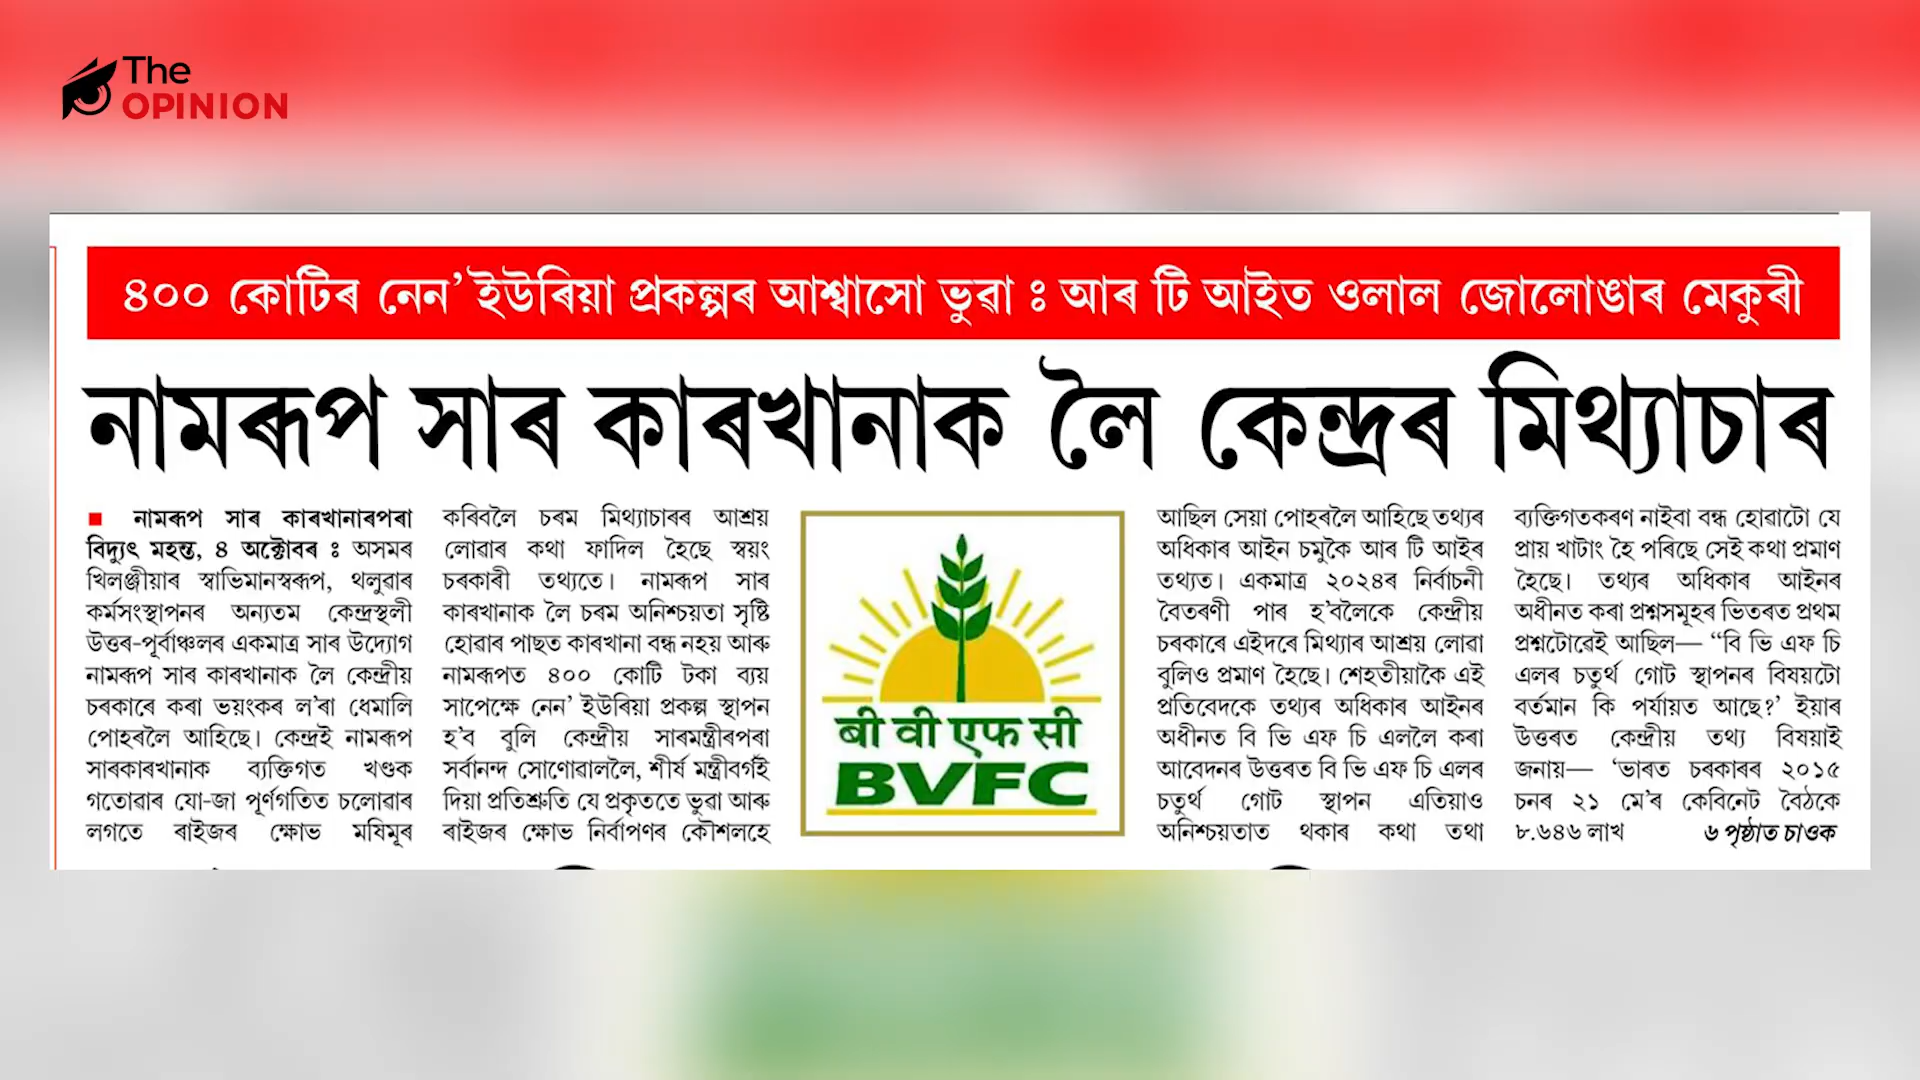 The
OPINION
৪০০ কোটিৰ নেন’ ইউৰিয়া প্ৰকল্পৰ আশ্বাসো ভুৱা ঃ আৰ টি আইত ওলাল জোলোঙাৰ মেকুৰী
নামৰূপ সাৰ কাৰখানাক লৈ কেন্দ্ৰৰ মিথ্যাচাৰ
■ নামৰূপ সাৰ কাৰখানাৰপৰা
বিদ্যুৎ মহন্ত, ৪ অক্টোবৰ ঃ অসমৰ
খিলঞ্জীয়াৰ স্বাভিমানস্বৰূপ, থলুৱাৰ
কৰ্মসংস্থাপনৰ অন্যতম কেন্দ্ৰস্থলী
উত্তৰ-পূৰ্বাঞ্চলৰ একমাত্ৰ সাৰ উদ্যোগ
নামৰূপ সাৰ কাৰখানাক লৈ কেন্দ্ৰীয়
চৰকাৰে কৰা ভয়ংকৰ ল’ৰা ধেমালি
পোহৰলৈ আহিছে। কেন্দ্ৰই নামৰূপ
সাৰকাৰখানাক ব্যক্তিগত খণ্ডক
গতোৱাৰ যো-জা পূৰ্ণগতিত চলোৱাৰ
লগতে ৰাইজৰ ক্ষোভ মষিমূৰ
কৰিবলৈ চৰম মিথ্যাচাৰৰ আশ্ৰয়
লোৱাৰ কথা ফাদিল হৈছে স্বয়ং
চৰকাৰী তথ্যতে। নামৰূপ সাৰ
কাৰখানাক লৈ চৰম অনিশ্চয়তা সৃষ্টি
হোৱাৰ পাছত কাৰখানা বন্ধ নহয় আৰু
নামৰূপত ৪০০ কোটি টকা ব্যয়
সাপেক্ষে নেন’ ইউৰিয়া প্ৰকল্প স্থাপন
হ’ব বুলি কেন্দ্ৰীয় সাৰমন্ত্ৰীৰপৰা
সৰ্বানন্দ সোণোৱাললৈ, শীৰ্ষ মন্ত্ৰীবৰ্গই
দিয়া প্ৰতিশ্ৰুতি যে প্ৰকৃততে ভুৱা আৰু
ৰাইজৰ ক্ষোভ নিৰ্বাপণৰ কৌশলহে
बी वी एफ सी
BVFC
আছিল সেয়া পোহৰলৈ আহিছে তথ্যৰ
অধিকাৰ আইন চমুকৈ আৰ টি আইৰ
তথ্যত। একমাত্ৰ ২০২৪ৰ নিৰ্বাচনী
বৈতৰণী পাৰ হ’বলৈকে কেন্দ্ৰীয়
চৰকাৰে এইদৰে মিথ্যাৰ আশ্ৰয় লোৱা
বুলিও প্ৰমাণ হৈছে। শেহতীয়াকৈ এই
প্ৰতিবেদকে তথ্যৰ অধিকাৰ আইনৰ
অধীনত বি ভি এফ চি এললৈ কৰা
আবেদনৰ উত্তৰত বি ভি এফ চি এলৰ
চতুৰ্থ গোট স্থাপন এতিয়াও
অনিশ্চয়তাত থকাৰ কথা তথা
ব্যক্তিগতকৰণ নাইবা বন্ধ হোৱাটো যে
প্ৰায় খাটাং হৈ পৰিছে সেই কথা প্ৰমাণ
হৈছে। তথ্যৰ অধিকাৰ আইনৰ
অধীনত কৰা প্ৰশ্নসমূহৰ ভিতৰত প্ৰথম
প্ৰশ্নটোৱেই আছিল— “বি ভি এফ চি
এলৰ চতুৰ্থ গোট স্থাপনৰ বিষয়টো
বৰ্তমান কি পৰ্যায়ত আছে?’ ইয়াৰ
উত্তৰত কেন্দ্ৰীয় তথ্য বিষয়াই
জনায়— ‘ভাৰত চৰকাৰৰ ২০১৫
চনৰ ২১ মে’ৰ কেবিনেট বৈঠকে
৮.৬৪৬ লাখ ৬ পৃষ্ঠাত চাওক